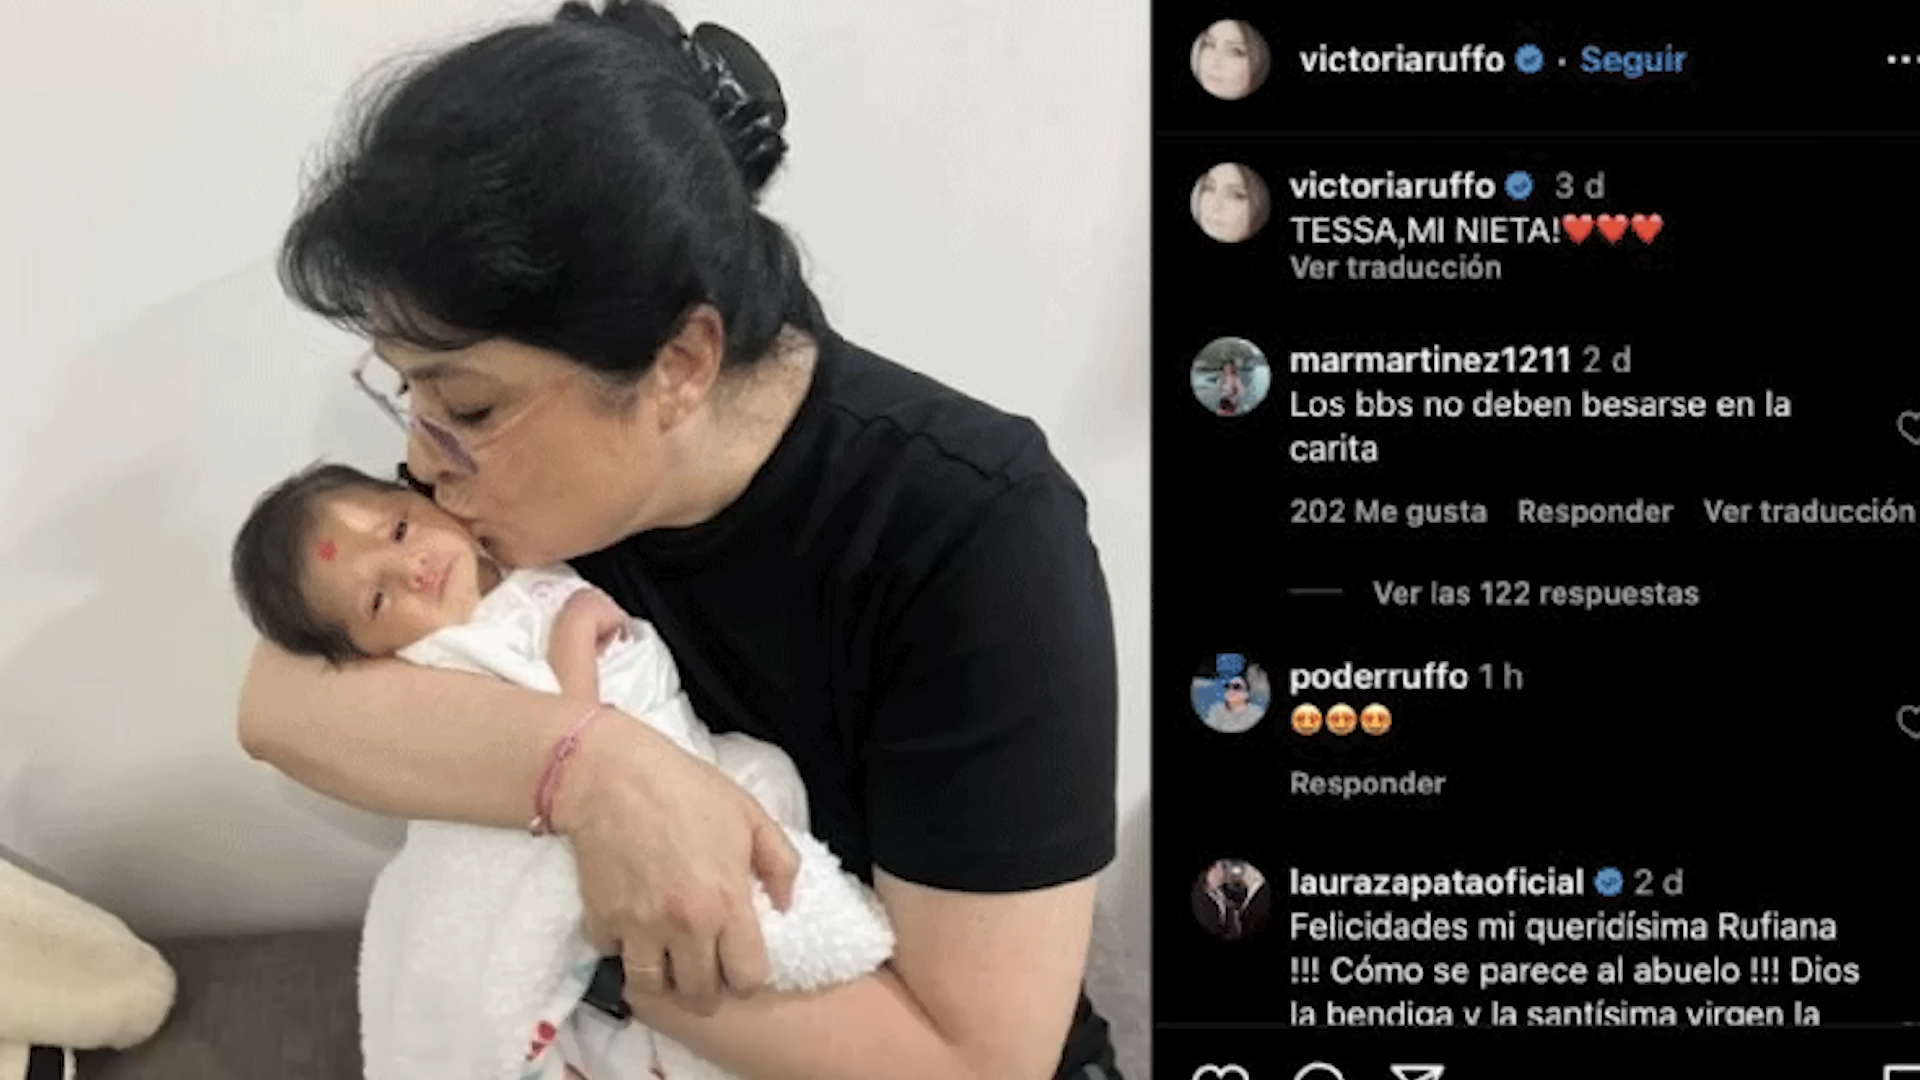 victoriaruffo · Seguir
victoriaruffo 3 d
TESSA,MI NIETA!❤️❤️❤️
Ver traducción
marmartinez1211 2 d
Los bbs no deben besarse en la
carita
202 Me gusta Responder Ver traducción
Ver las 122 respuestas
poderruffo 1 h
😍😍😍
Responder
laurazapataoficial 2 d
Felicidades mi queridísima Rufiana
!!! Cómo se parece al abuelo !!! Dios
la bendiga y la santísima virgen la